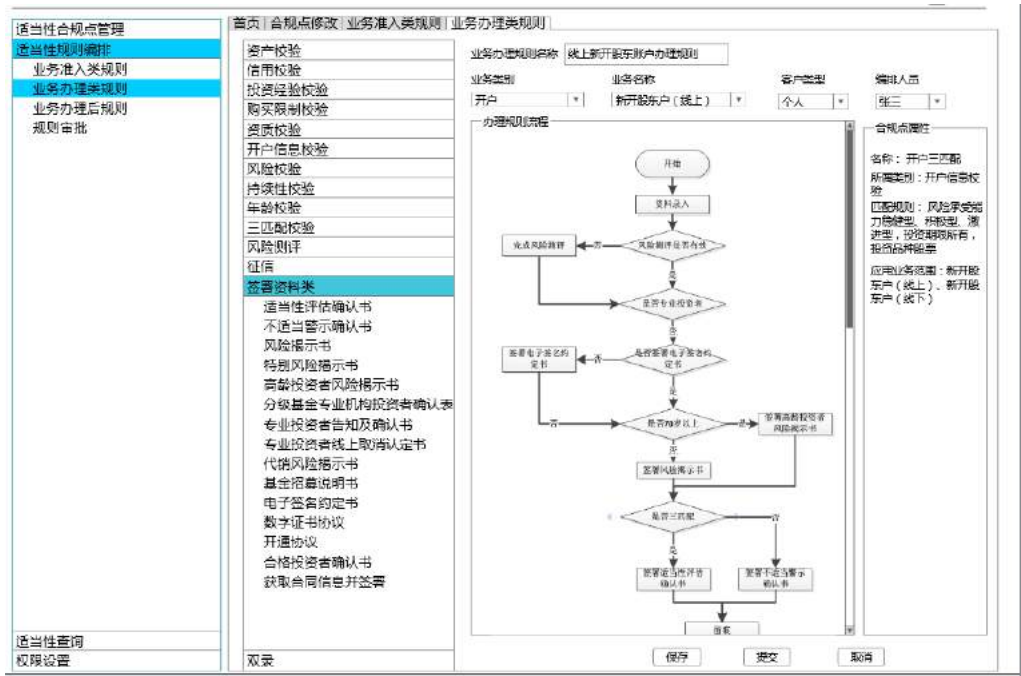 首页 合规点修改 业务准入类规则 业务办理类规则
适当性合规点管理
适当性规则编排
业务准入类规则
业务办理类规则
业务办理后规则
规则审批
适当性查询
权限设置
资产校验
信用校验
投资经验校验
购买限制校验
资质校验
开户信息校验
风险校验
持续性校验
年龄校验
三匹配校验
风险测评
征信
签署资料类
适当性评估确认书
不适当警示确认书
风险揭示书
特别风险揭示书
高龄投资者风险揭示书
分级基金专业机构投资者确认表
专业投资者告知及确认书
专业投资者线上取消认定书
代销风险揭示书
基金招募说明书
电子签名约定书
数字证书协议
开通协议
合格投资者确认书
获取合同信息并签署
双录
业务办理规则名称 线上新开股东账户办理规则
业务类别 业务名称 客户类型 编排人员
开户 新开股东户（线上） 个人 张三
办理规则流程
开始
资料录入
完成风险测评 否 风险测评是否有效
是
是否专业投资者
否
签署电子签名约
定书
否
是否签署电子签名约
定书
是
否 是否70岁以上 是 签署高龄投资者
风险揭示书
否
签署风险揭示书
是否三匹配 否
是
签署适当性评估
确认书
签署不适当警示
确认书
合规点属性
名称：开户三匹配
所属类别：开户信息校
验
匹配规则：风险承受能
力稳健型、积极型、激
进型，投资期限所有，
投资品种股票
应用业务范围：新开股
东户（线上）、新开股
东户（线下）
保存 提交 取消